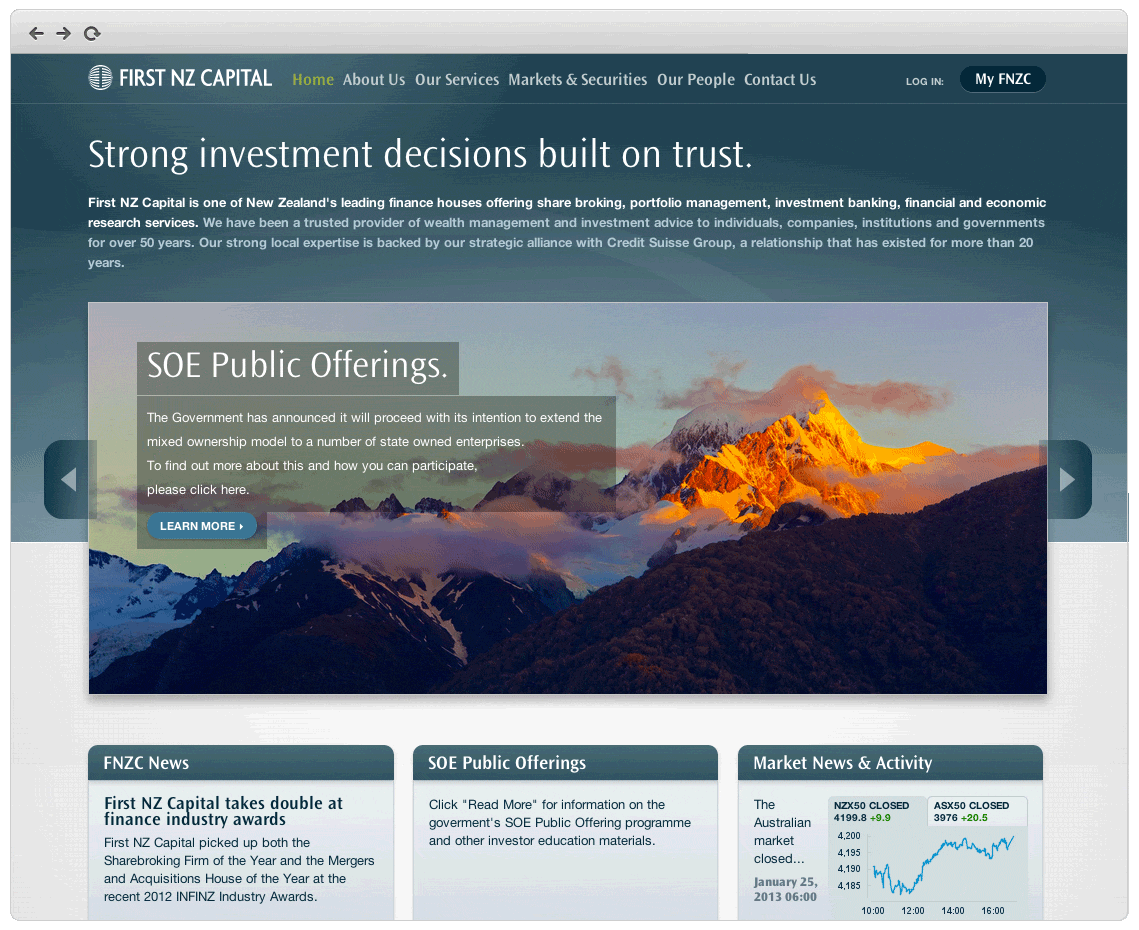 FIRST NZ CAPITAL
Home About Us Our Services Markets & Securities Our People Contact Us
LOG IN: My FNZC
Strong investment decisions built on trust.
First NZ Capital is one of New Zealand's leading finance houses offering share broking, portfolio management, investment banking, financial and economic
research services. We have been a trusted provider of wealth management and investment advice to individuals, companies, institutions and governments
for over 50 years. Our strong local expertise is backed by our strategic alliance with Credit Suisse Group, a relationship that has existed for more than 20
years.
SOE Public Offerings.
The Government has announced it will proceed with its intention to extend the
mixed ownership model to a number of state owned enterprises.
To find out more about this and how you can participate,
please click here.
LEARN MORE
FNZC News
First NZ Capital takes double at
finance industry awards
First NZ Capital picked up both the
Sharebroking Firm of the Year and the Mergers
and Acquisitions House of the Year at the
recent 2012 INFINZ Industry Awards.
SOE Public Offerings
Click "Read More" for information on the
goverment's SOE Public Offering programme
and other investor education materials.
Market News & Activity
The
Australian
market
closed...
January 25,
2013 06:00
NZX50 CLOSED
4199.8 +9.9
ASX50 CLOSED
3976 +20.5
4,200
4,195
4,190
4,185
10:00 12:00 14:00 16:00